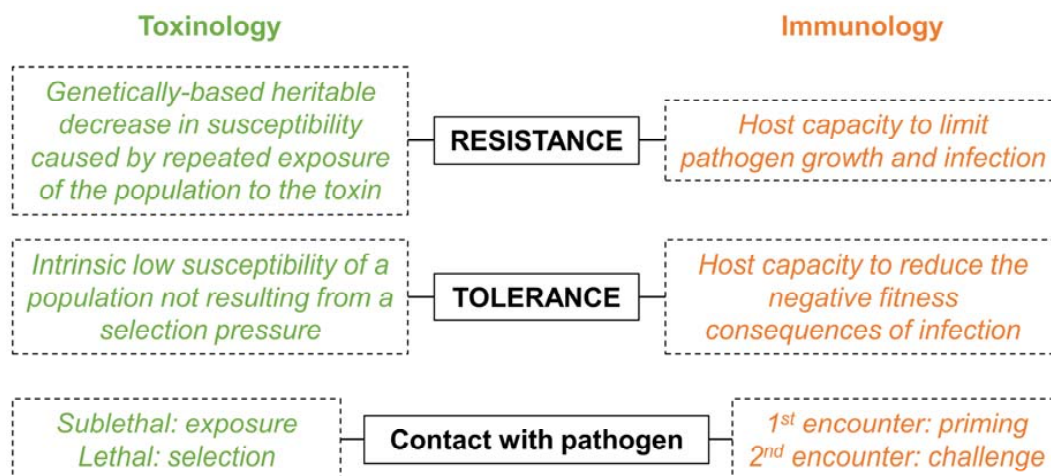 Toxinology
Immunology
Genetically-based heritable
decrease in susceptibility
caused by repeated exposure
of the population to the toxin
RESISTANCE
Host capacity to limit
pathogen growth and infection
Intrinsic low susceptibility of a
population not resulting from a
selection pressure
TOLERANCE
Host capacity to reduce the
negative fitness
consequences of infection
Sublethal: exposure
Lethal: selection
Contact with pathogen
1st encounter: priming
2nd encounter: challenge